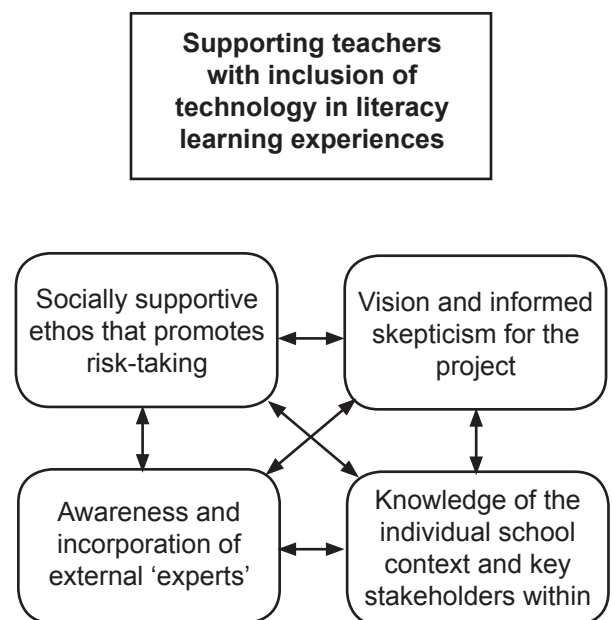 Supporting teachers
with inclusion of
technology in literacy
learning experiences
Socially supportive
ethos that promotes
risk-taking
Vision and informed
skepticism for the
project
Awareness and
incorporation of
external ‘experts’
Knowledge of the
individual school
context and key
stakeholders within